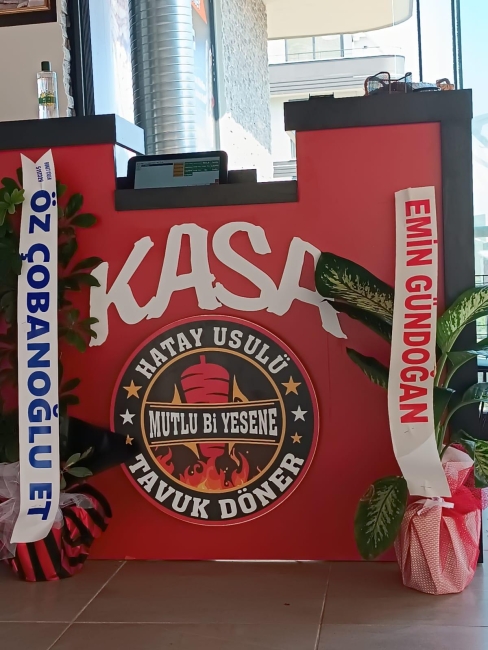 KASA
HATAY USULÜ
MUTLU Bi YESENE
TAVUK DÖNER
ÖZ ÇOBANOĞLU ET
EMİN GÜNDOĞAN